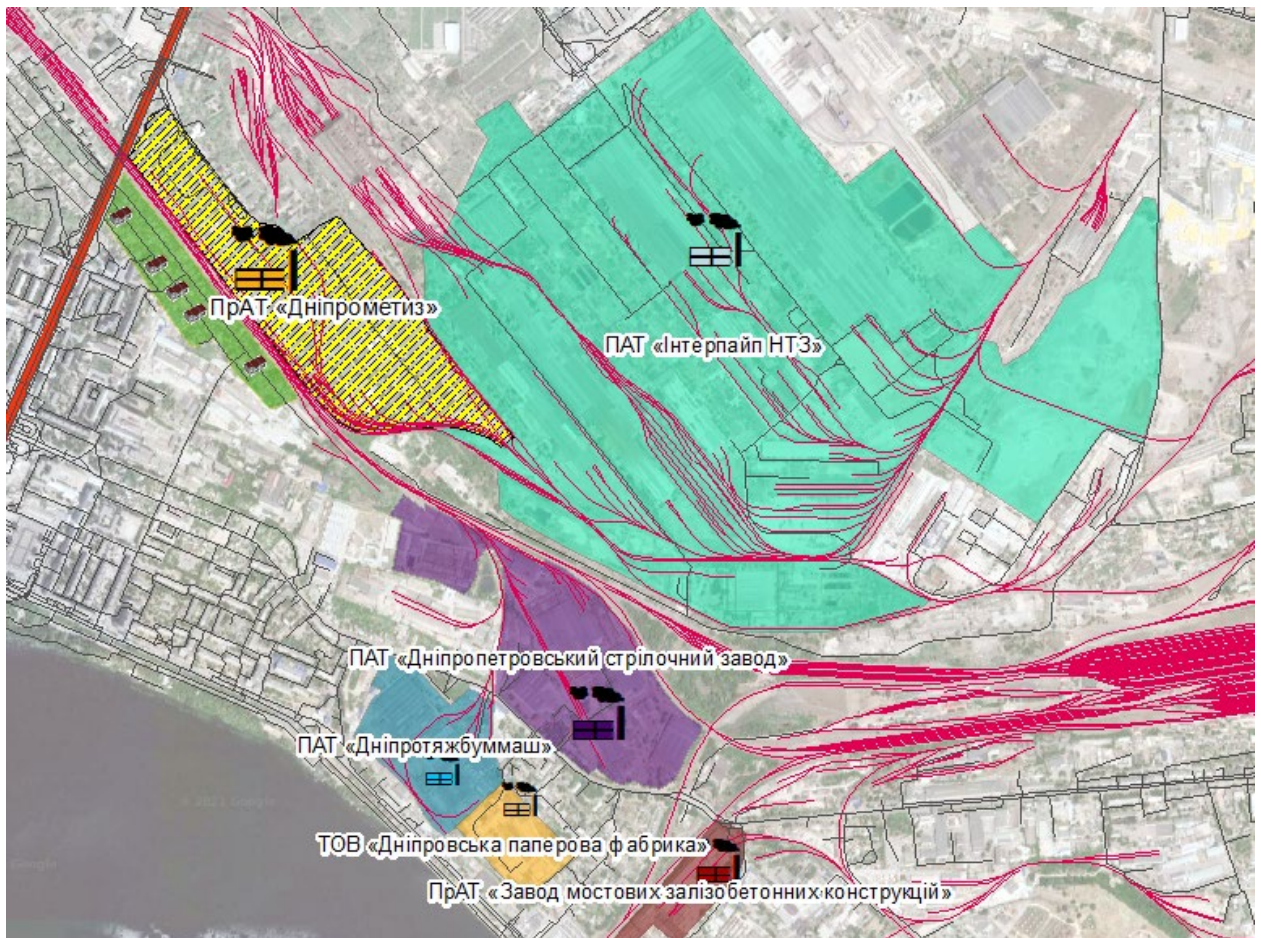 ПрАТ «Дніпрометиз»
ПАТ «Інтерпайп НТЗ»
ПАТ «Дніпропетровський стрілочний завод»
ПАТ «Дніпротяжбуммаш»
ТОВ «Дніпровська паперова фабрика»
ПрАТ «Завод мостових залізобетонних конструкцій»